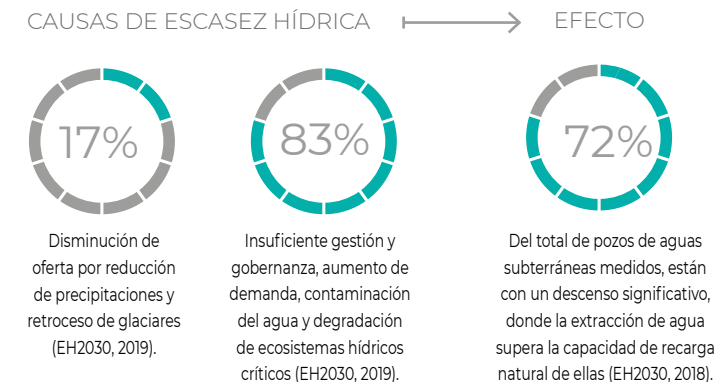 CAUSAS DE ESCASEZ HÍDRICA
EFECTO
17%
83%
72%
Disminución de
oferta por reducción
de precipitaciones y
retroceso de glaciares
(EH2030, 2019).
Insuficiente gestión y
gobernanza, aumento de
demanda, contaminación
del agua y degradación
de ecosistemas hídricos
críticos (EH2030, 2019).
Del total de pozos de aguas
subterráneas medidos, están
con un descenso significativo,
donde la extracción de agua
supera la capacidad de recarga
natural de ellas (EH2030, 2018).